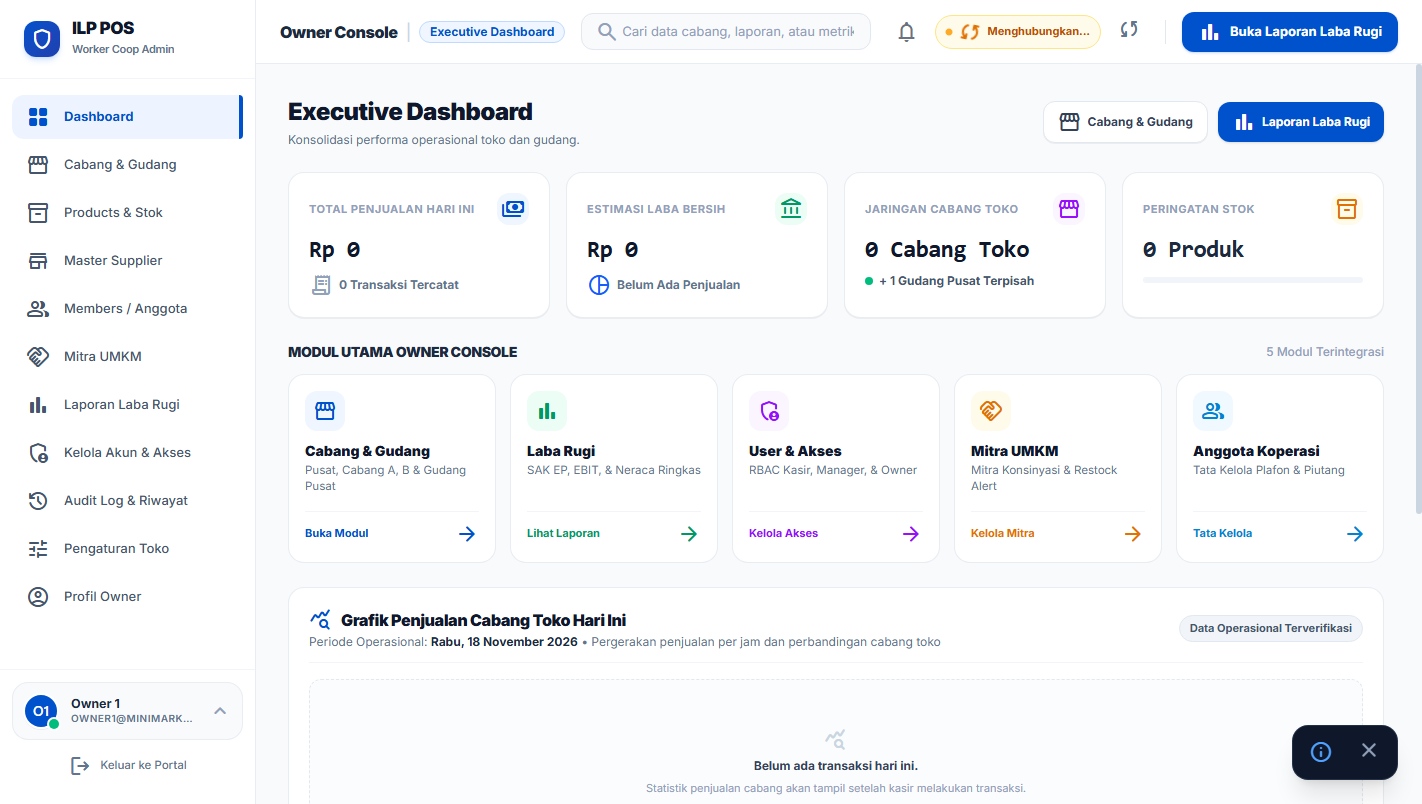 ILP POS
Worker Coop Admin
Dashboard
Cabang & Gudang
Products & Stok
Master Supplier
Members / Anggota
Mitra UMKM
Laporan Laba Rugi
Kelola Akun & Akses
Audit Log & Riwayat
Pengaturan Toko
Profil Owner
O1
Owner 1
OWNER1@MINIMARK...
Keluar ke Portal
Owner Console
Executive Dashboard
Cari data cabang, laporan, atau metrik
Menghubungkan...
Buka Laporan Laba Rugi
Executive Dashboard
Konsolidasi performa operasional toko dan gudang.
Cabang & Gudang
Laporan Laba Rugi
TOTAL PENJUALAN HARI INI
Rp 0
0 Transaksi Tercatat
ESTIMASI LABA BERSIH
Rp 0
Belum Ada Penjualan
JARINGAN CABANG TOKO
0 Cabang Toko
+ 1 Gudang Pusat Terpisah
PERINGATAN STOK
0 Produk
MODUL UTAMA OWNER CONSOLE
5 Modul Terintegrasi
Cabang & Gudang
Pusat, Cabang A, B & Gudang
Pusat
Buka Modul
Laba Rugi
SAK EP, EBIT, & Neraca Ringkas
Lihat Laporan
User & Akses
RBAC Kasir, Manager, & Owner
Kelola Akses
Mitra UMKM
Mitra Konsinyasi & Restock
Alert
Kelola Mitra
Anggota Koperasi
Tata Kelola Plafon & Piutang
Tata Kelola
Grafik Penjualan Cabang Toko Hari Ini
Periode Operasional: Rabu, 18 November 2026 • Pergerakan penjualan per jam dan perbandingan cabang toko
Data Operasional Terverifikasi
Belum ada transaksi hari ini.
Statistik penjualan cabang akan tampil setelah kasir melakukan transaksi.